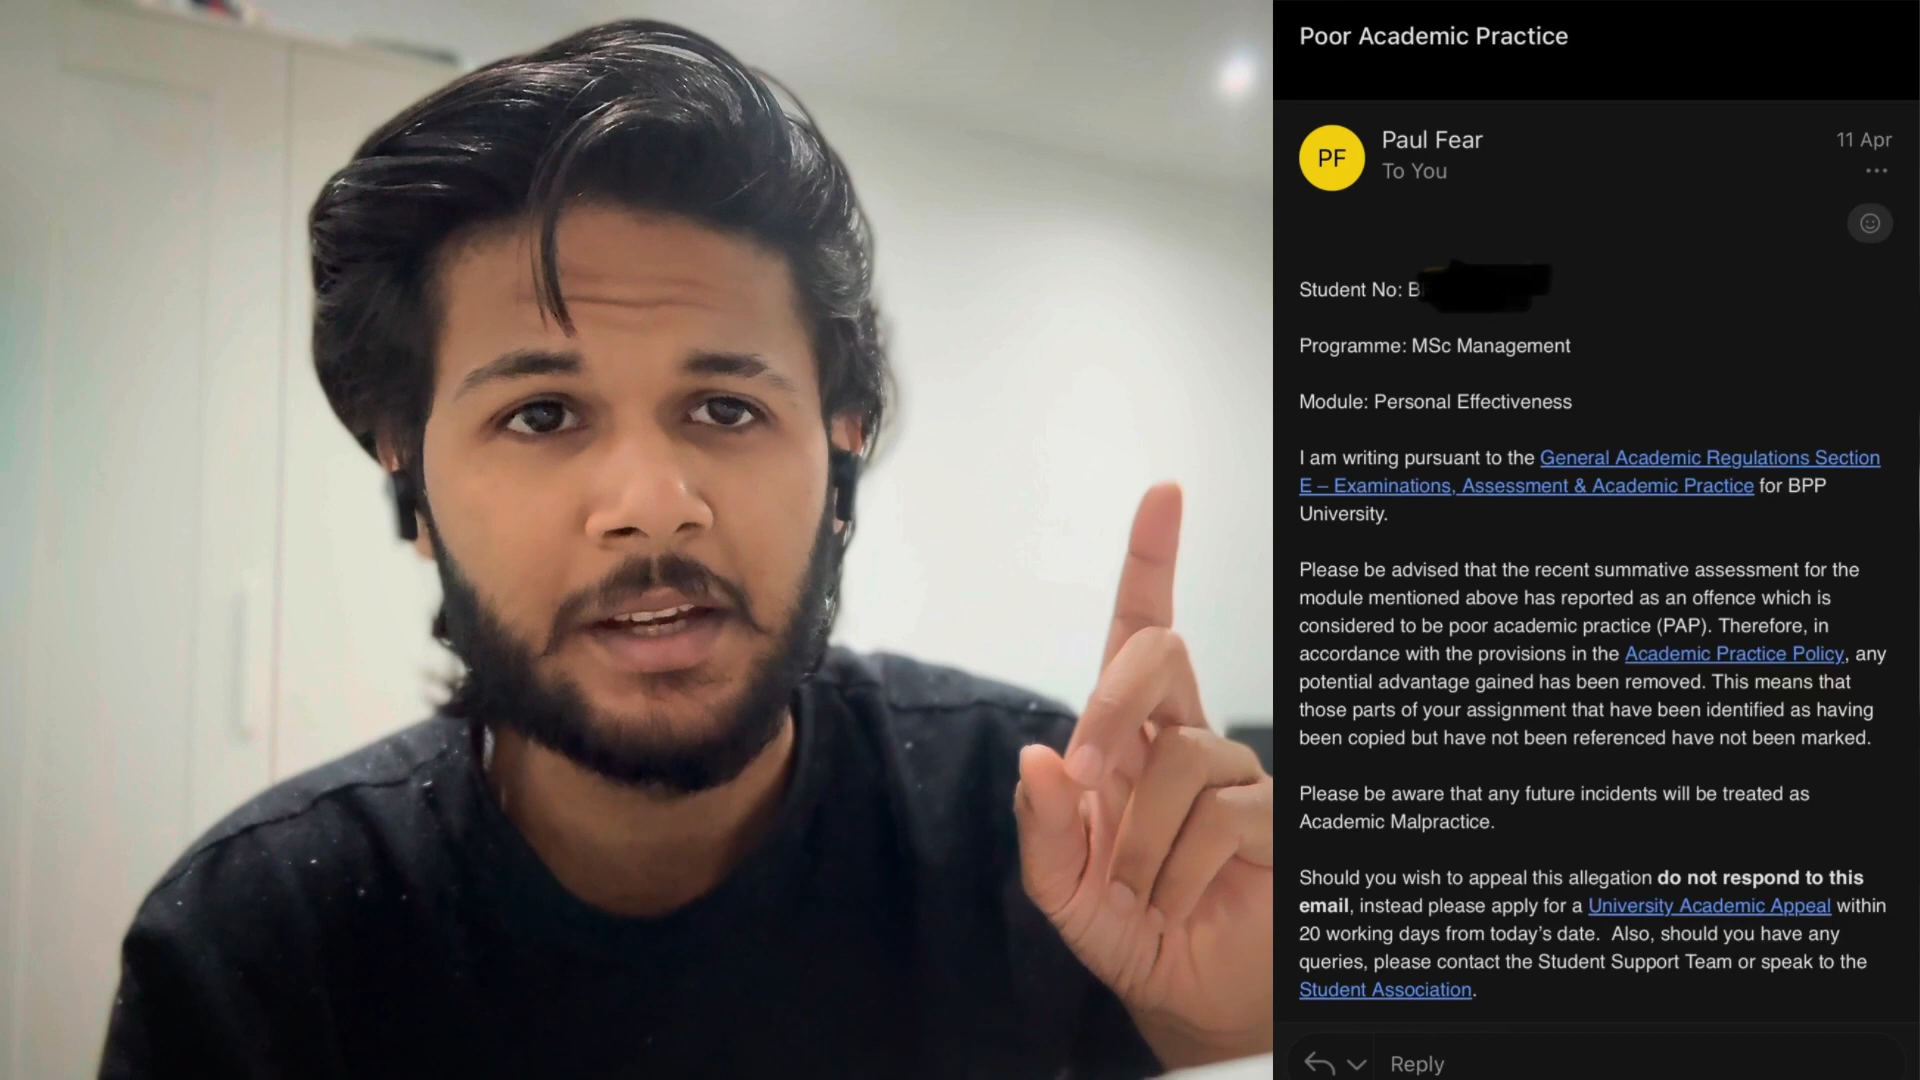 Poor Academic Practice
PF
Paul Fear
11 Apr
To You
Student No: B
Programme: MSc Management
Module: Personal Effectiveness
I am writing pursuant to the General Academic Regulations Section
E – Examinations, Assessment & Academic Practice for BPP
University.
Please be advised that the recent summative assessment for the
module mentioned above has reported as an offence which is
considered to be poor academic practice (PAP). Therefore, in
accordance with the provisions in the Academic Practice Policy, any
potential advantage gained has been removed. This means that
those parts of your assignment that have been identified as having
been copied but have not been referenced have not been marked.
Please be aware that any future incidents will be treated as
Academic Malpractice.
Should you wish to appeal this allegation do not respond to this
email, instead please apply for a University Academic Appeal within
20 working days from today’s date.  Also, should you have any
queries, please contact the Student Support Team or speak to the
Student Association.
Reply